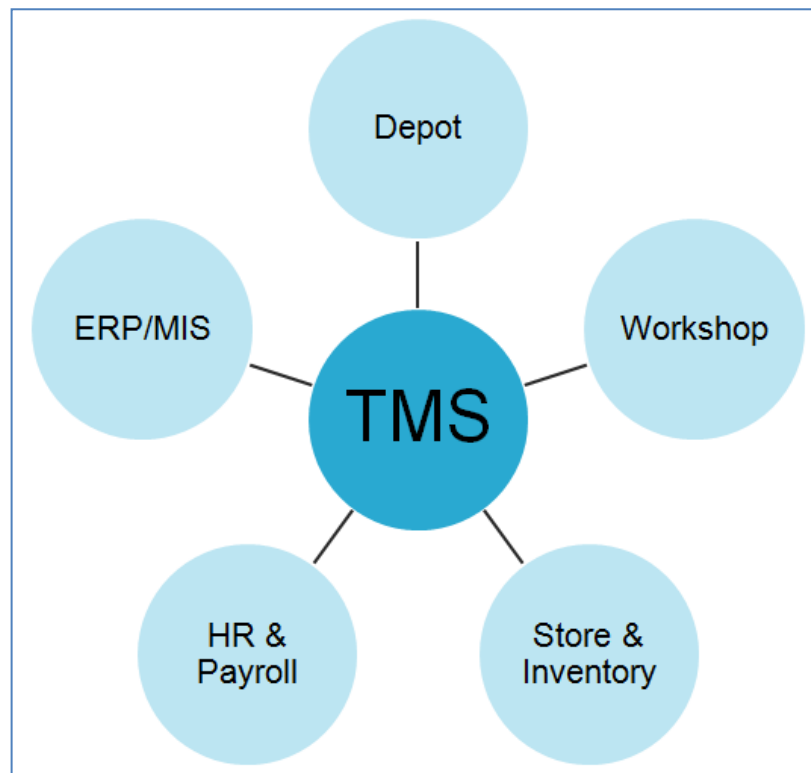 Depot
ERP/MIS
Workshop
TMS
HR &
Payroll
Store &
Inventory